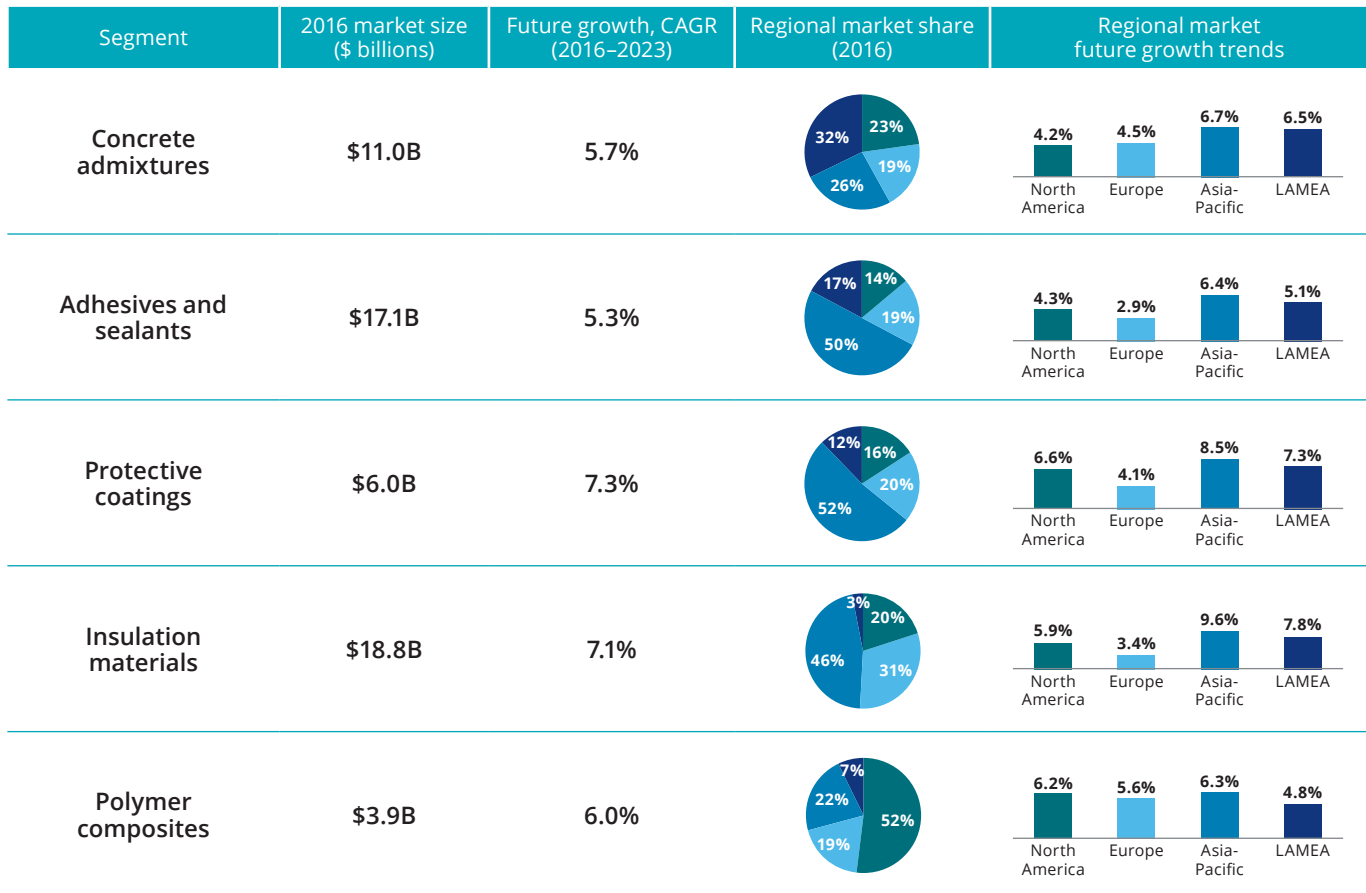 Segment
2016 market size
($ billions)
Future growth, CAGR
(2016–2023)
Regional market share
(2016)
Regional market
future growth trends
Concrete
admixtures
$11.0B
5.7%
32%
23%
19%
26%
4.2%
4.5%
6.7%
6.5%
North
America
Europe
Asia-
Pacific
LAMEA
Adhesives and
sealants
$17.1B
5.3%
17%
14%
19%
50%
4.3%
2.9%
6.4%
5.1%
North
America
Europe
Asia-
Pacific
LAMEA
Protective
coatings
$6.0B
7.3%
12%
16%
20%
52%
6.6%
4.1%
8.5%
7.3%
North
America
Europe
Asia-
Pacific
LAMEA
Insulation
materials
$18.8B
7.1%
3%
20%
46%
31%
5.9%
3.4%
9.6%
7.8%
North
America
Europe
Asia-
Pacific
LAMEA
Polymer
composites
$3.9B
6.0%
7%
22%
52%
19%
6.2%
5.6%
6.3%
4.8%
North
America
Europe
Asia-
Pacific
LAMEA